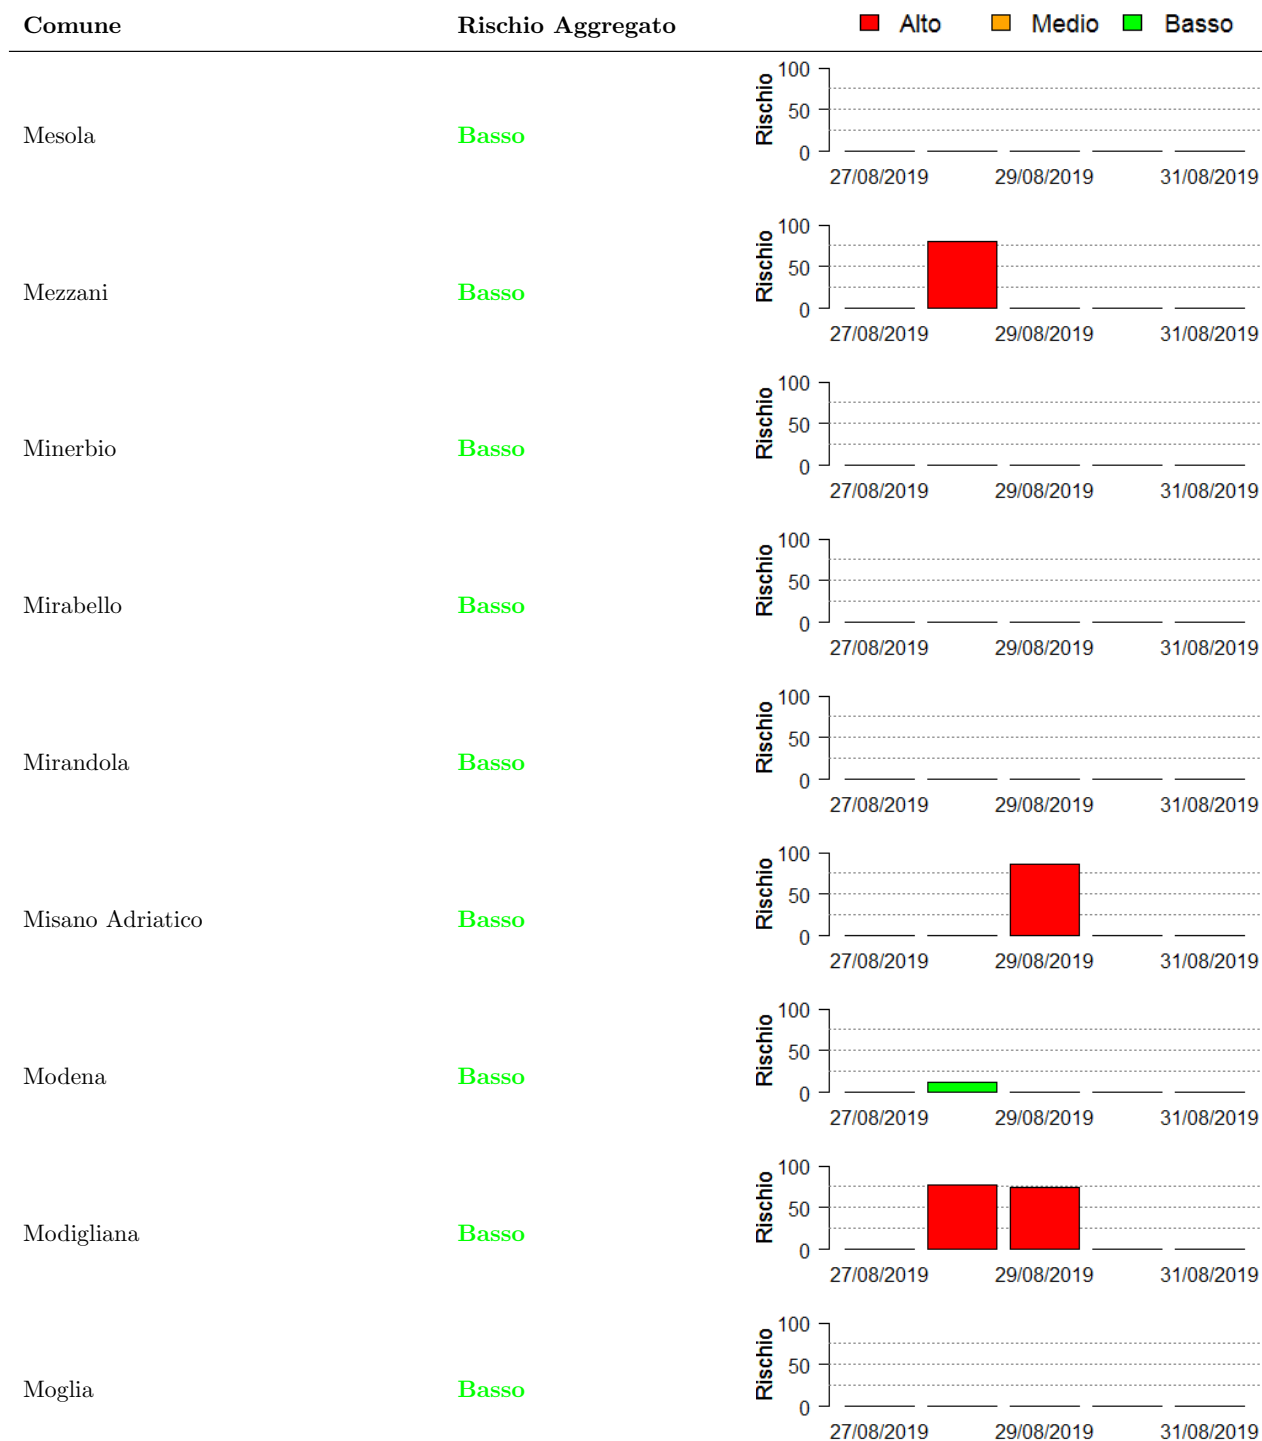 Comune Rischio Aggregato Alto Medio Basso
Mesola Basso Rischio 100 50 0
27/08/2019 29/08/2019 31/08/2019
Mezzani Basso Rischio 100 50 0
27/08/2019 29/08/2019 31/08/2019
Minerbio Basso Rischio 100 50 0
27/08/2019 29/08/2019 31/08/2019
Mirabello Basso Rischio 100 50 0
27/08/2019 29/08/2019 31/08/2019
Mirandola Basso Rischio 100 50 0
27/08/2019 29/08/2019 31/08/2019
Misano Adriatico Basso Rischio 100 50 0
27/08/2019 29/08/2019 31/08/2019
Modena Basso Rischio 100 50 0
27/08/2019 29/08/2019 31/08/2019
Modigliana Basso Rischio 100 50 0
27/08/2019 29/08/2019 31/08/2019
Moglia Basso Rischio 100 50 0
27/08/2019 29/08/2019 31/08/2019